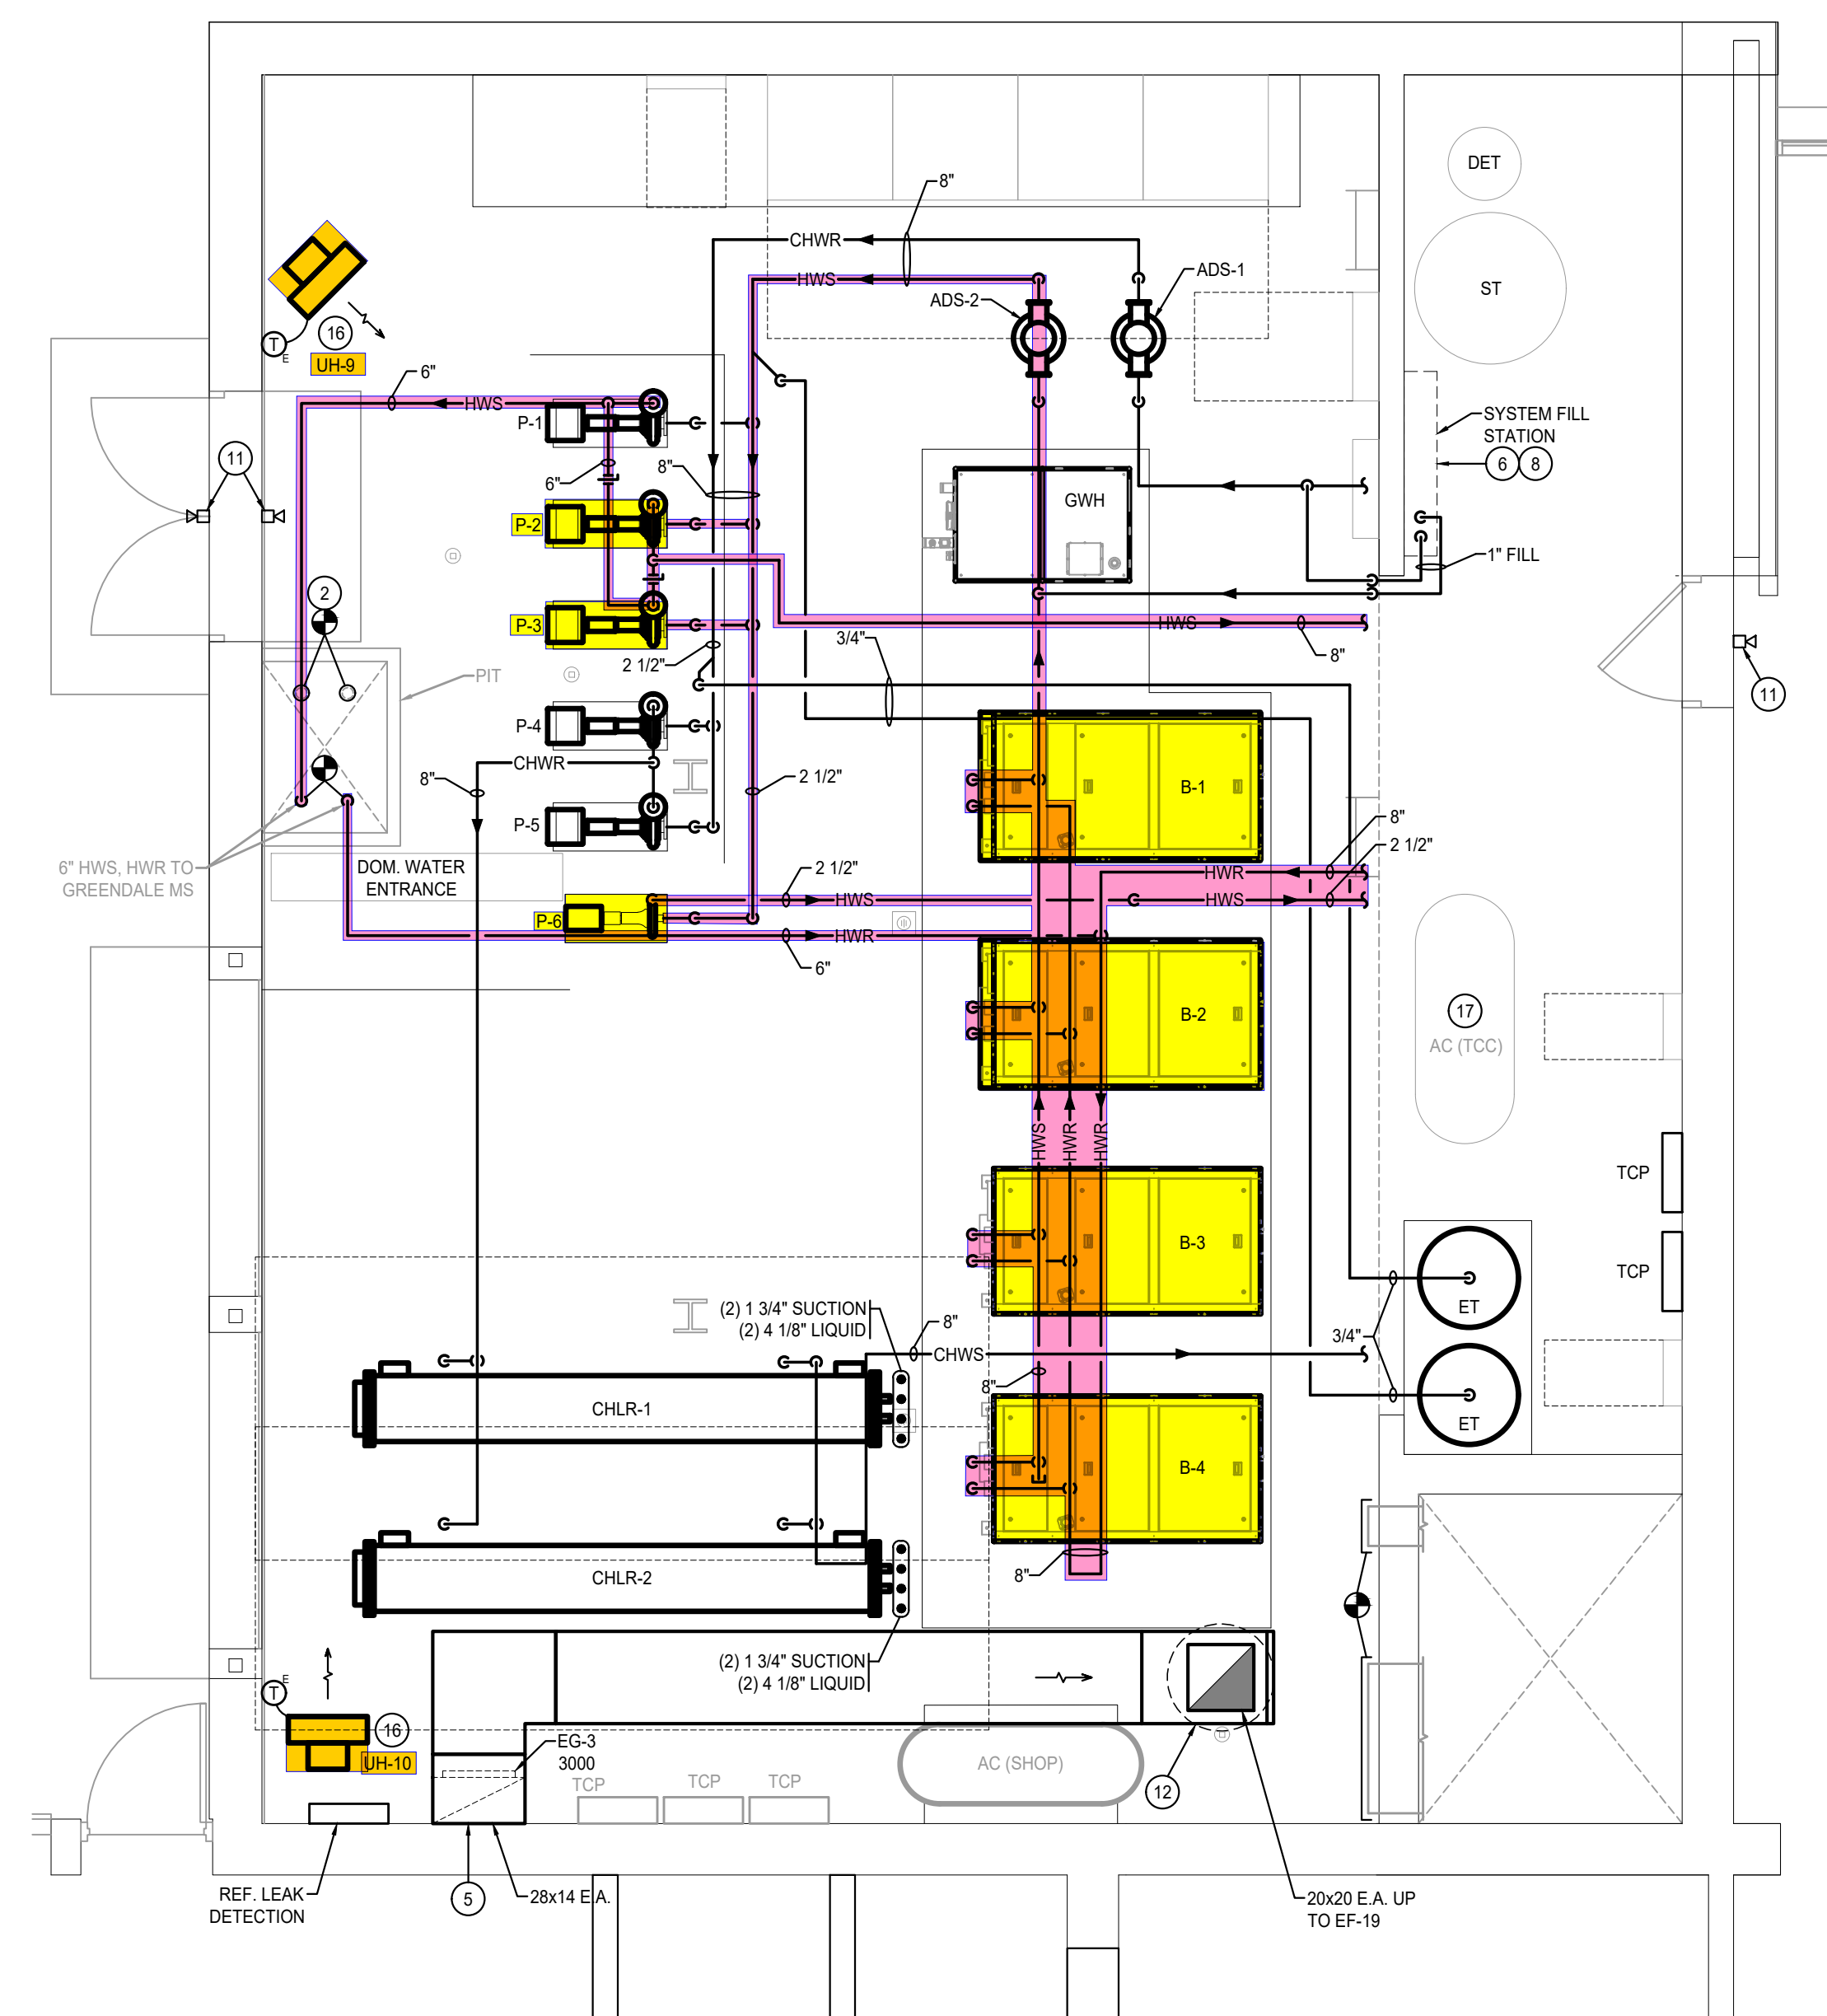 DET
8"
CHWR
ADS-1
HWS
ADS-2
ST
T
E
16
UH-9
6"
HWS
P-1
SYSTEM FILL
STATION
6
8
11
8"
6"
GWH
P-2
1" FILL
2
P-3
HWS
3/4"
8"
2 1/2"
PIT
11
P-4
CHWR
8"
2 1/2"
B-1
P-5
8"
2 1/2"
6" HWS, HWR TO
GREENDALE MS
DOM. WATER
ENTRANCE
2 1/2"
HWR
HWS
HWS
P-6
HWR
6"
B-2
17
AC (TCC)
HWS
HWR
HWR
TCP
B-3
TCP
(2) 1 3/4" SUCTION
(2) 4 1/8" LIQUID
8"
ET
3/4"
CHWS
8"
CHLR-1
ET
B-4
CHLR-2
8"
(2) 1 3/4" SUCTION
(2) 4 1/8" LIQUID
T
E
16
EG-3
3000
UH-10
TCP
TCP
TCP
AC (SHOP)
12
REF. LEAK
DETECTION
5
28x14 E.A.
20x20 E.A. UP
TO EF-19